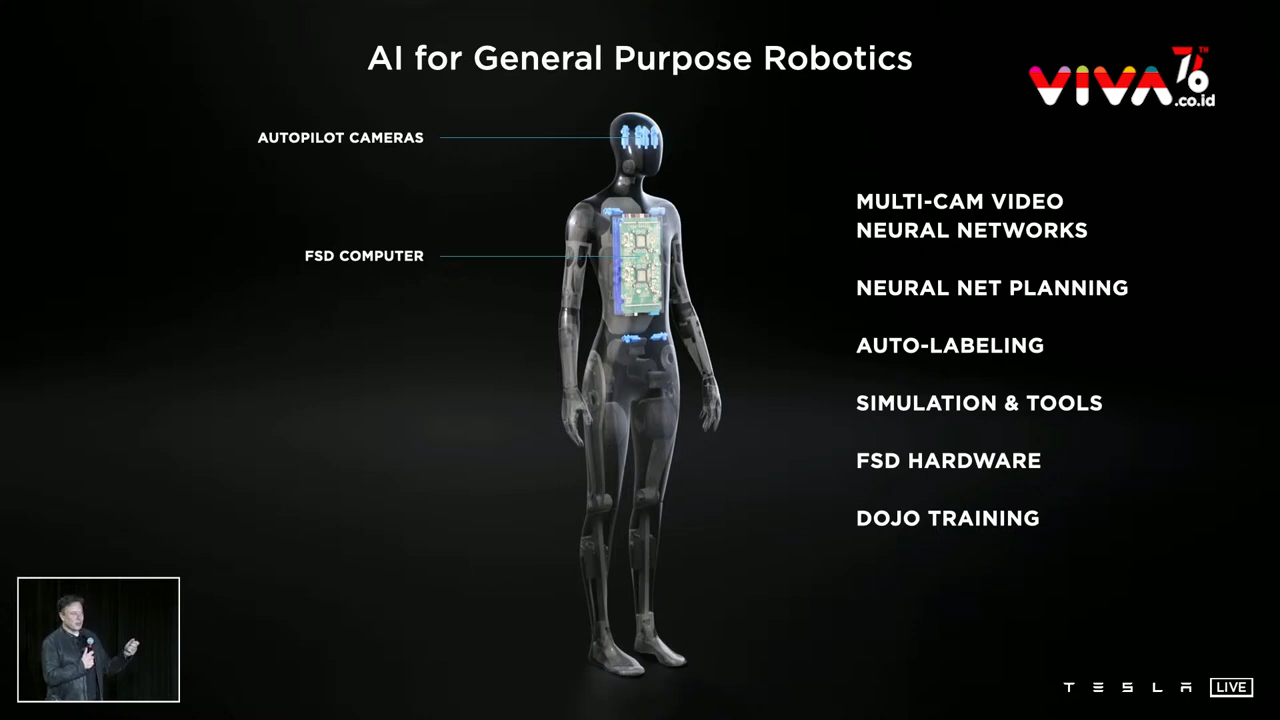 AI for General Purpose Robotics
VIVA 76TH
.co.id
AUTOPILOT CAMERAS
FSD COMPUTER
MULTI-CAM VIDEO
NEURAL NETWORKS
NEURAL NET PLANNING
AUTO-LABELING
SIMULATION & TOOLS
FSD HARDWARE
DOJO TRAINING
TESLA LIVE